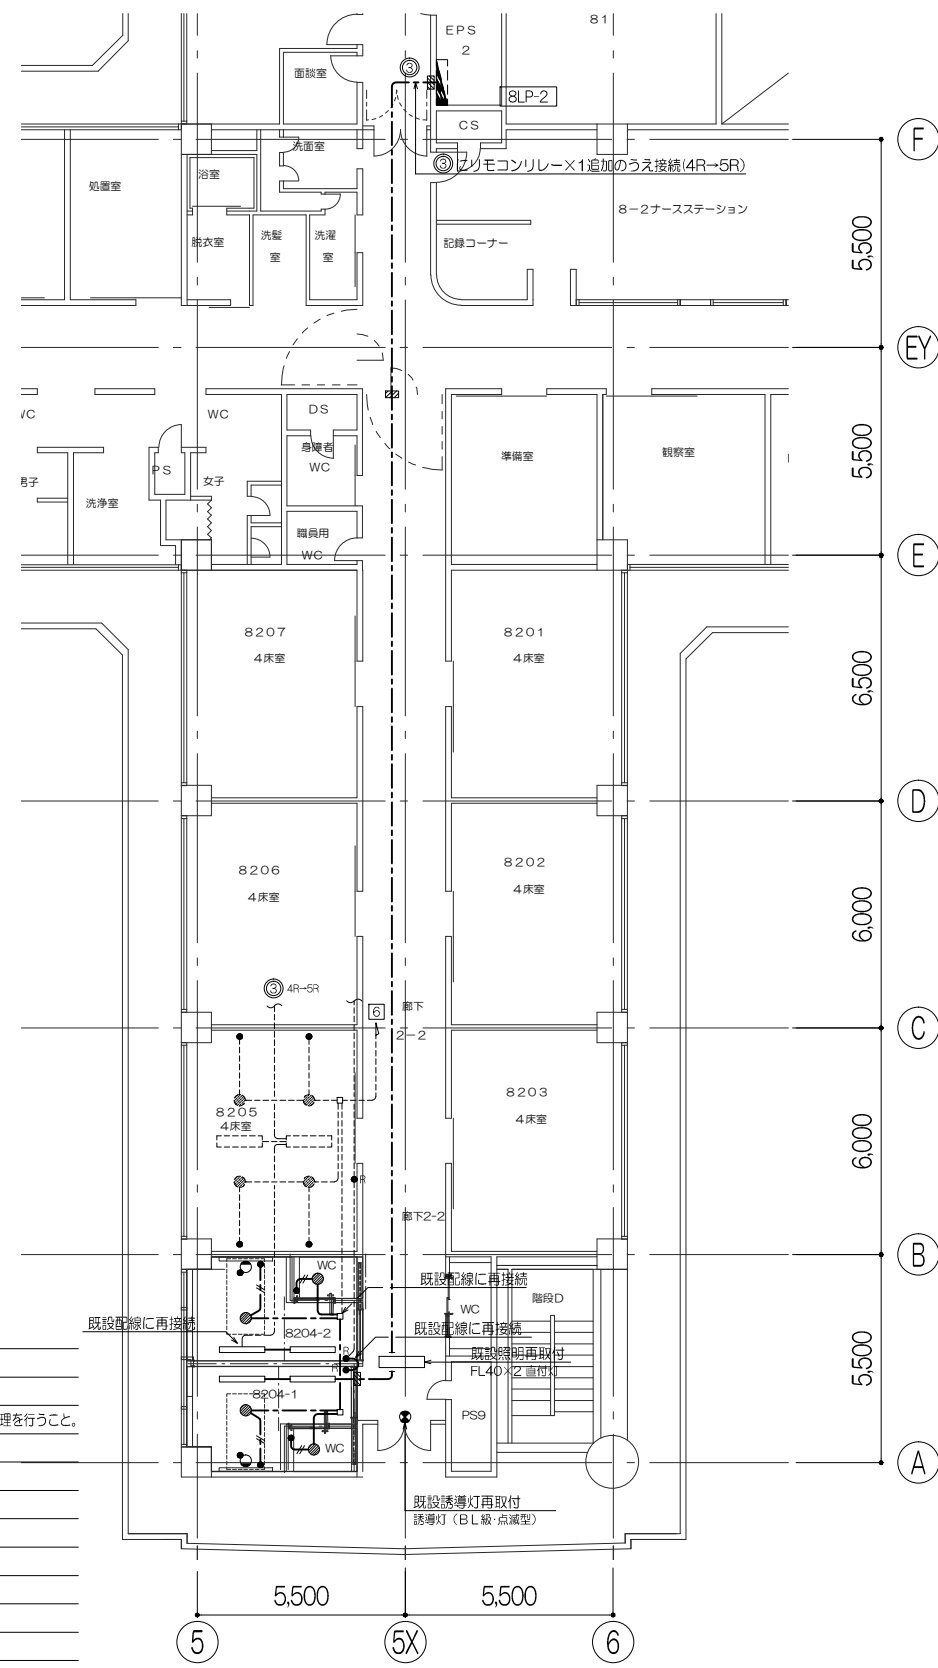 EPS
2
81
面談室
③
8LP-2
CS
F
洗面室
③にリモコンリレー×1追加のうえ接続(4R→5R)
浴室
処置室
8-2ナースステーション
脱衣室
洗髪
室
洗濯
室
記録コーナー
5,500
EY
WC
WC
DS
身障者
WC
準備室
観察室
5,500
PS
男子
女子
洗浄室
職員用
WC
E
8207
4床室
8201
4床室
6,500
D
8206
4床室
8202
4床室
6,000
③ 4R→5R
6
廊下
2-2
C
8205
4床室
8203
4床室
6,000
R
廊下2-2
B
WC
既設配線に再接続
WC
階段D
既設配線に再接続
8204-2
R
既設配線に再接続
R
既設照明再取付
FL40×2 直付灯
5,500
8204-1
理を行うこと。
PS9
WC
A
既設誘導灯再取付
誘導灯(BL級・点滅型)
5,500
5,500
5
5X
6